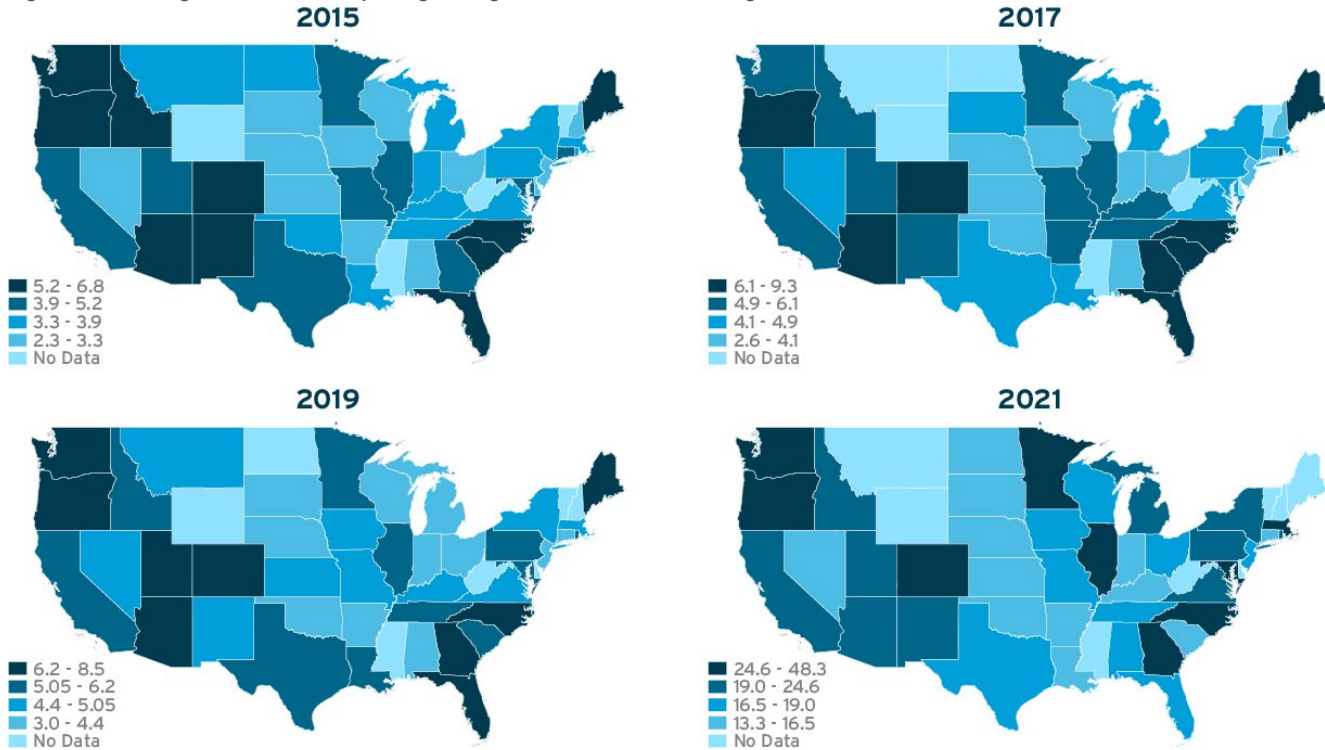 2015
5.2 - 6.8
3.9 - 5.2
3.3 - 3.9
2.3 - 3.3
No Data
2017
6.1 - 9.3
4.9 - 6.1
4.1 - 4.9
2.6 - 4.1
No Data
2019
6.2 - 8.5
5.05 - 6.2
4.4 - 5.05
3.0 - 4.4
No Data
2021
24.6 - 48.3
19.0 - 24.6
16.5 - 19.0
13.3 - 16.5
No Data